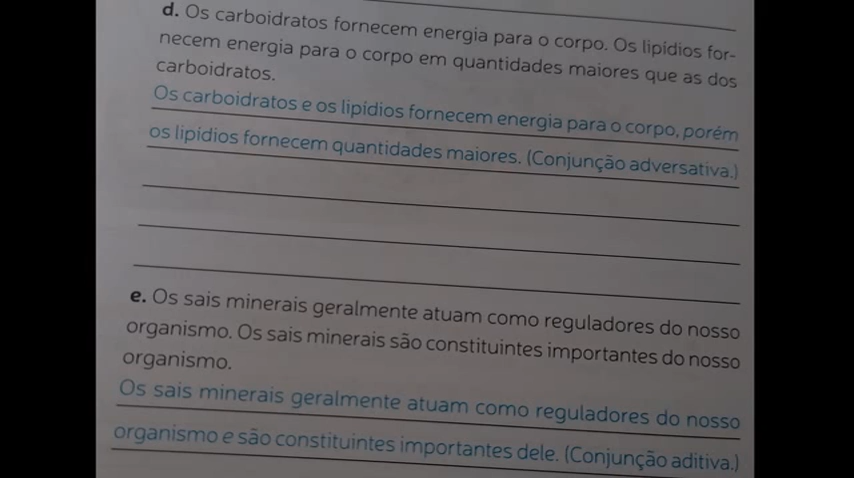 d. Os carboidratos fornecem energia para o corpo. Os lipídios for-
necem energia para o corpo em quantidades maiores que as dos
carboidratos.
Os carboidratos e os lipídios fornecem energia para o corpo, porém
os lipídios fornecem quantidades maiores. (Conjunção adversativa.)
e. Os sais minerais geralmente atuam como reguladores do nosso
organismo. Os sais minerais são constituintes importantes do nosso
organismo.
Os sais minerais geralmente atuam como reguladores do nosso
organismo e são constituintes importantes dele. (Conjunção aditiva.)